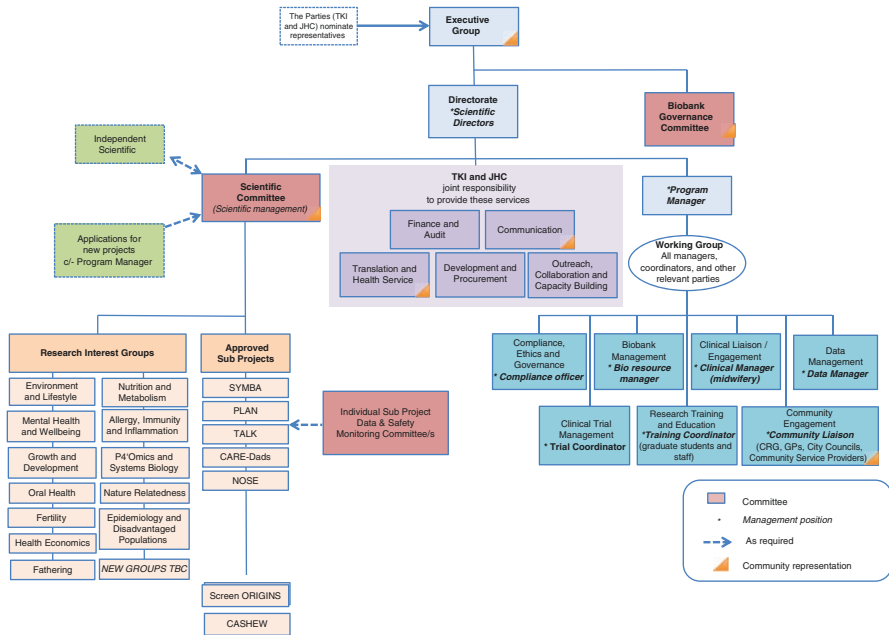 The Parties (TKI
and JHC) nominate
representatives
Executive
Group
Directorate
*Scientific
Directors
Biobank
Governance
Committee
Independent
Scientific
Scientific
Committee
(Scientific management)
Applications for
new projects
c/- Program Manager
TKI and JHC
joint responsibility
to provide these services
Finance and
Audit
Communication
Translation and
Health Service
Development and
Procurement
Outreach,
Collaboration and
Capacity Building
*Program
Manager
Working Group
All managers,
coordinators, and other
relevant parties
Research Interest Groups
Environment
and Lifestyle
Mental Health
and Wellbeing
Growth and
Development
Oral Health
Fertility
Health Economics
Fathering
Nutrition and
Metabolism
Allergy, Immunity
and Inflammation
P4'Omics and
Systems Biology
Nature Relatedness
Epidemiology and
Disadvantaged
Populations
NEW GROUPS TBC
Approved
Sub Projects
SYMBA
PLAN
TALK
CARE-Dads
NOSE
Screen ORIGINS
CASHEW
Individual Sub Project
Data & Safety
Monitoring Committee/s
Compliance,
Ethics and
Governance
* Compliance officer
Biobank
Management
* Bio resource
manager
Clinical Liaison /
Engagement
* Clinical Manager
(midwifery)
Data
Management
* Data Manager
Clinical Trial
Management
* Trial Coordinator
Research Training
and Education
*Training Coordinator
(graduate students and
staff)
Community
Engagement
*Community Liaison
(CRG, GPs, City Councils,
Community Service Providers)
Committee
* Management position
As required
Community representation